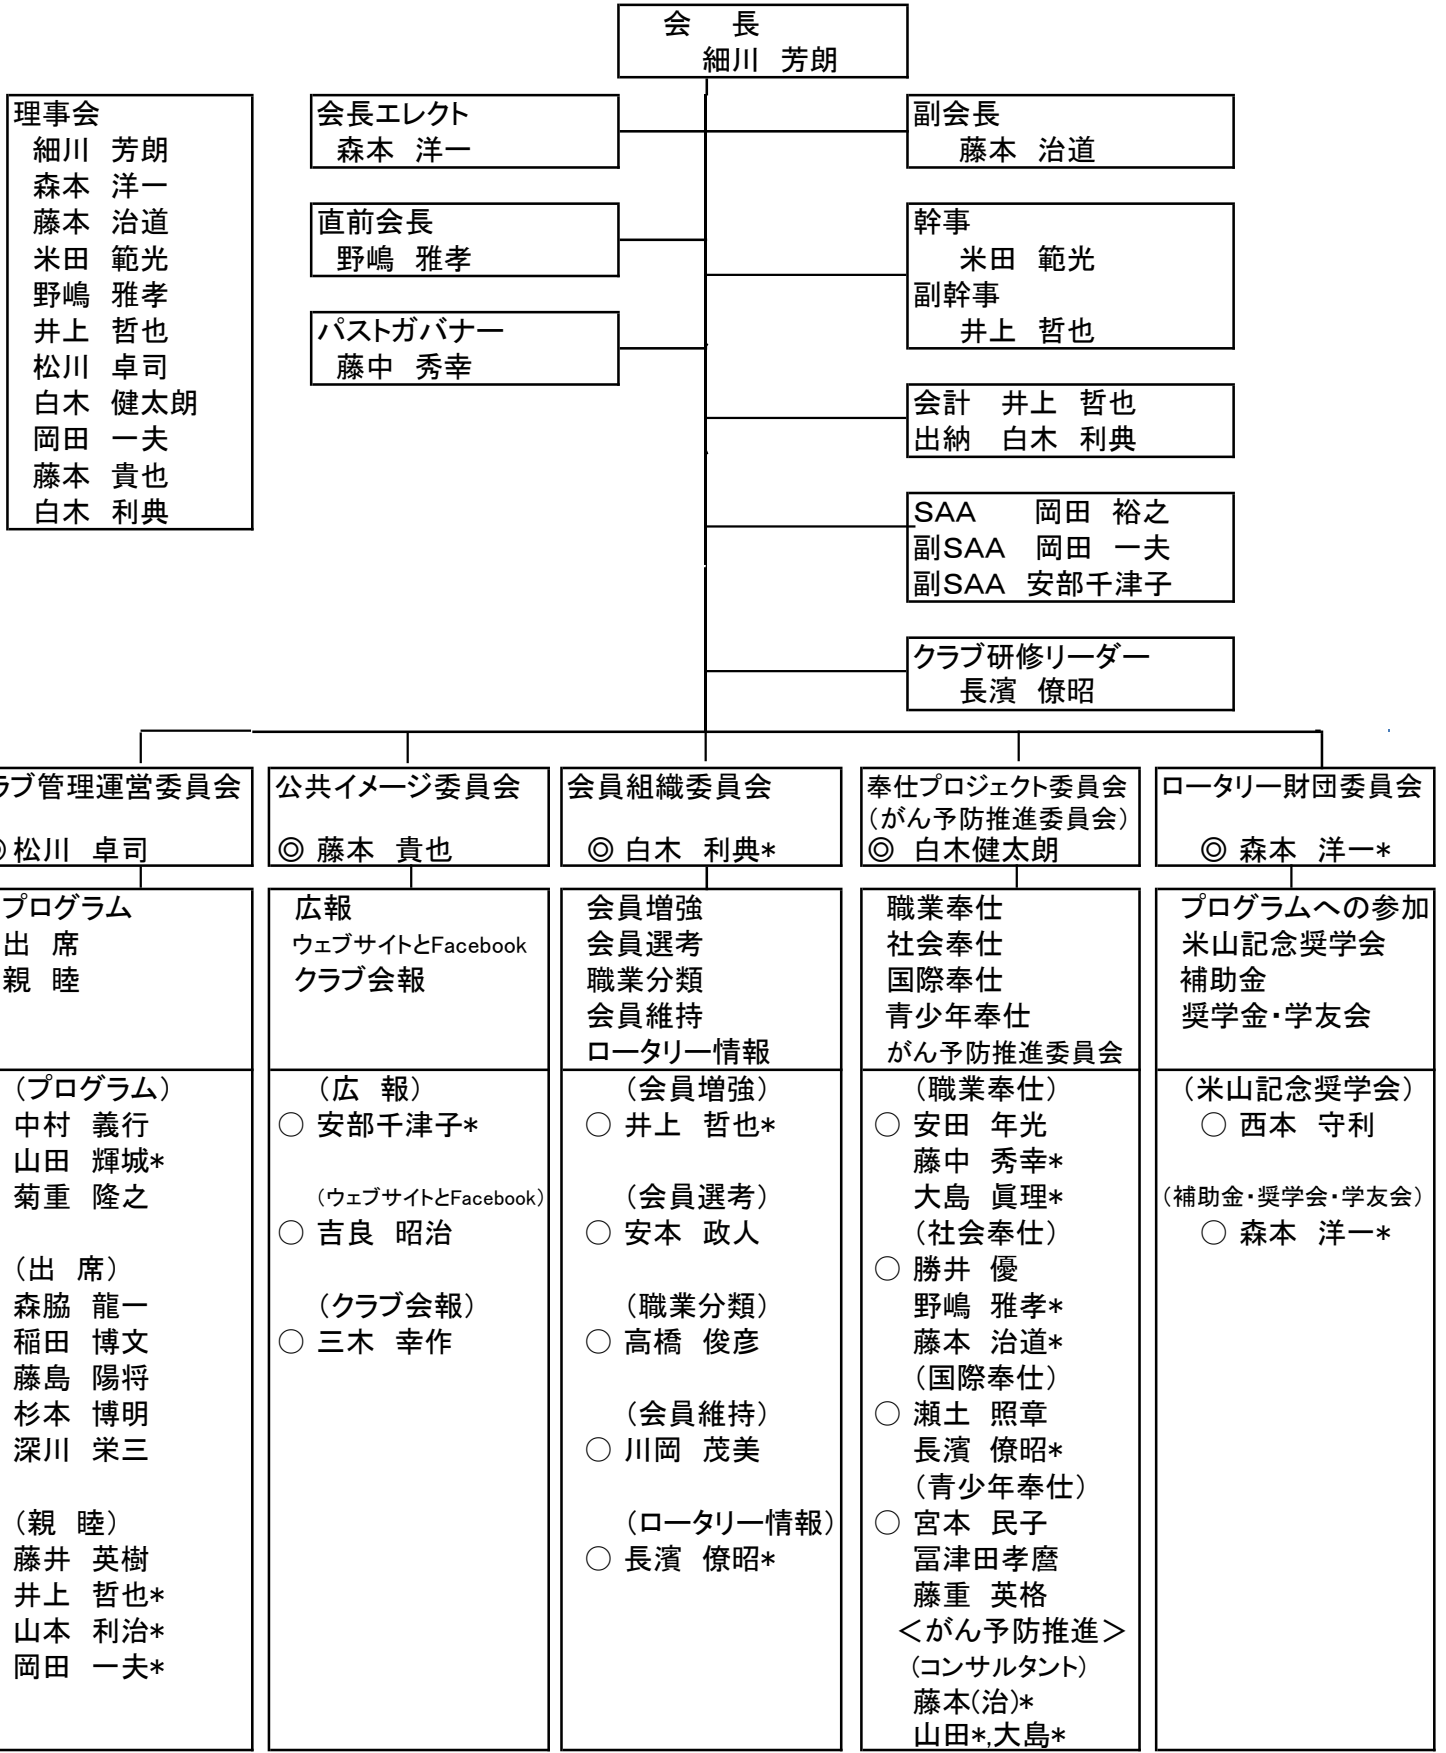 会　長
細川　芳朗
理事会
細川　芳朗
森本　洋一
藤本　治道
米田　範光
野嶋　雅孝
井上　哲也
松川　卓司
白木　健太朗
岡田　一夫
藤本　貴也
白木　利典
会長エレクト
森本　洋一
直前会長
野嶋　雅孝
パストガバナー
藤中　秀幸
副会長
藤本　治道
幹事
米田　範光
副幹事
井上　哲也
会計　井上　哲也
出納　白木　利典
SAA　　岡田　裕之
副SAA　岡田　一夫
副SAA　安部千津子
クラブ研修リーダー
長濱　僚昭
ラブ管理運営委員会
◎松川　卓司
プログラム
出　席
親　睦
（プログラム）
中村　義行
山田　輝城*
菊重　隆之
（出　席）
森脇　龍一
稲田　博文
藤島　陽将
杉本　博明
深川　栄三
（親　睦）
藤井　英樹
井上　哲也*
山本　利治*
岡田　一夫*
公共イメージ委員会
◎ 藤本　貴也
広報
ウェブサイトとFacebook
クラブ会報
（広　報）
○ 安部千津子*
（ウェブサイトとFacebook）
○ 吉良　昭治
（クラブ会報）
○ 三木　幸作
会員組織委員会
◎ 白木　利典*
会員増強
会員選考
職業分類
会員維持
ロータリー情報
（会員増強）
○ 井上　哲也*
（会員選考）
○ 安本　政人
（職業分類）
○ 高橋　俊彦
（会員維持）
○ 川岡　茂美
（ロータリー情報）
○ 長濱　僚昭*
奉仕プロジェクト委員会
（がん予防推進委員会）
◎ 白木健太朗
職業奉仕
社会奉仕
国際奉仕
青少年奉仕
がん予防推進委員会
（職業奉仕）
○ 安田　年光
藤中　秀幸*
大島　眞理*
（社会奉仕）
○ 勝井　優
野嶋　雅孝*
藤本　治道*
（国際奉仕）
○ 瀬土　照章
長濱　僚昭*
（青少年奉仕）
○ 宮本　民子
冨津田孝麿
藤重　英格
＜がん予防推進＞
（コンサルタント）
藤本(治)*
山田*,大島*
ロータリー財団委員会
◎ 森本　洋一*
プログラムへの参加
米山記念奨学会
補助金
奨学金・学友会
（米山記念奨学会）
○ 西本　守利
（補助金・奨学会・学友会）
○ 森本　洋一*